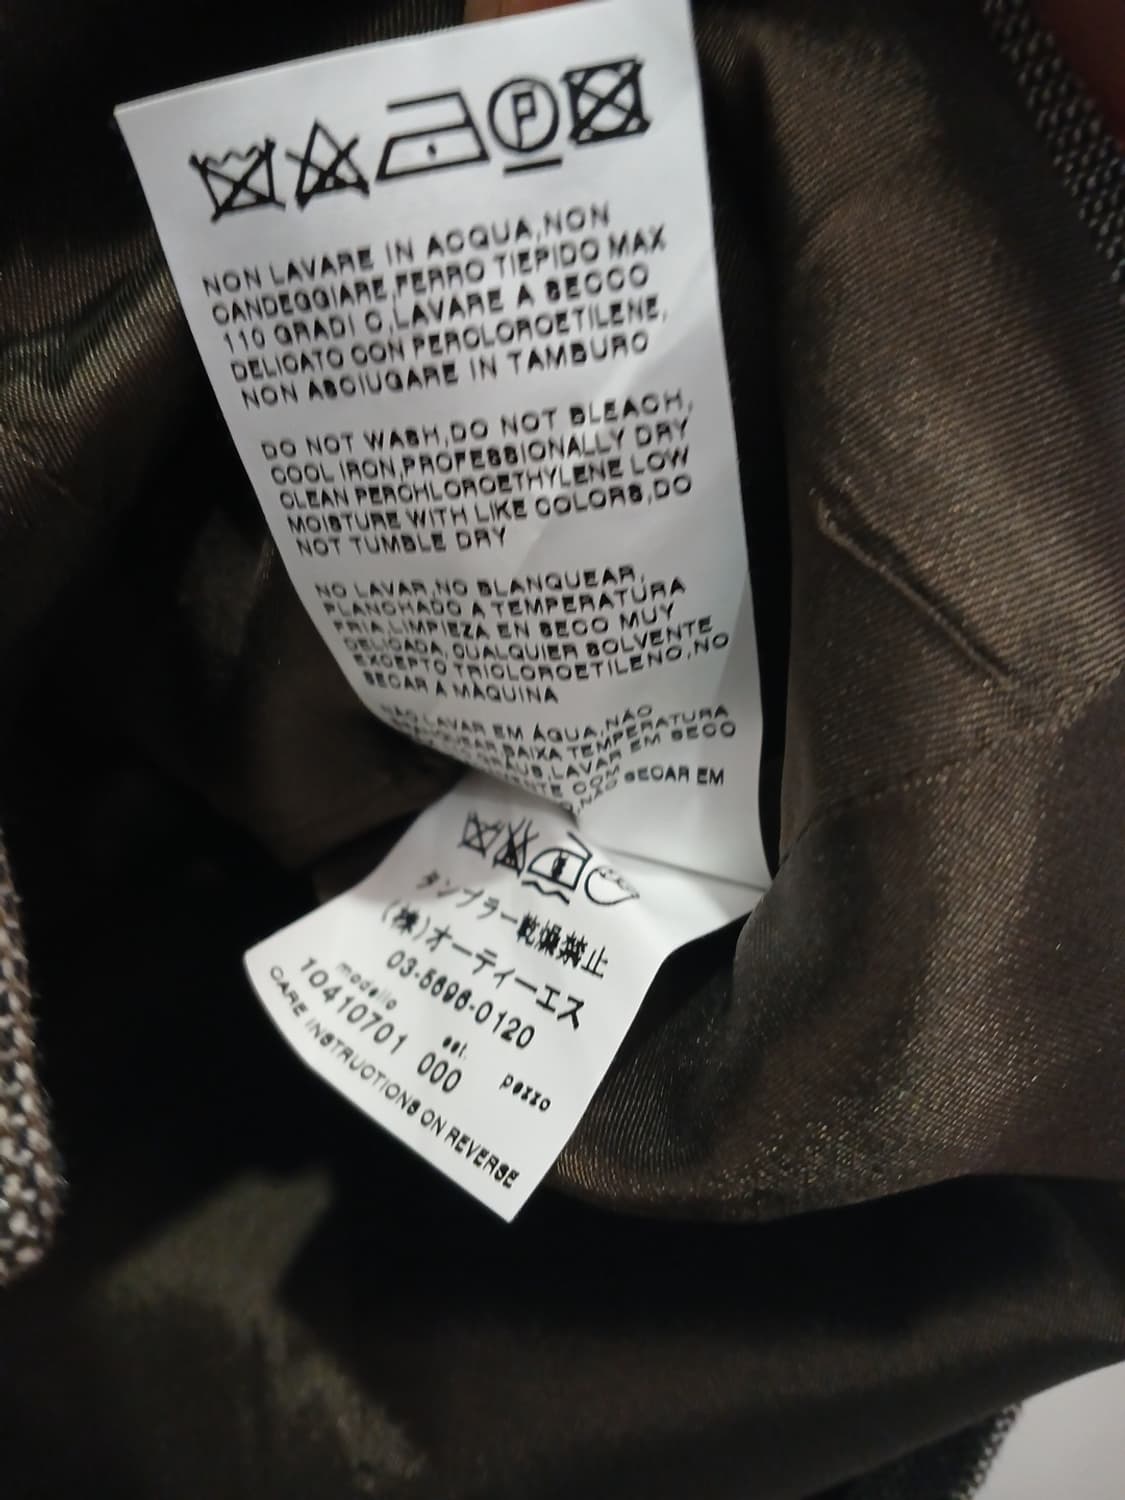 NON LAVARE IN ACQUA,NON
CANDEGGIARE,FERRO TIEPIDO MAX
110 GRADI C,LAVARE A SECCO
DELICATO CON PERCLOROETILENE,
NON ASCIUGARE IN TAMBURO
DO NOT WASH,DO NOT BLEACH,
COOL IRON,PROFESSIONALLY DRY
CLEAN PERCHLOROETHYLENE LOW
MOISTURE WITH LIKE COLORS,DO
NOT TUMBLE DRY
NO LAVAR,NO BLANQUEAR,
PLANCHADO A TEMPERATURA
FRIA,LIMPIEZA EN SECO MUY
DELICADA,CUALQUIER SOLVENTE
EXCEPTO TRICLOROETILENO,NO
SECAR A MÀQUINA
NÃO LAVAR EM ÁGUA,NÃO
BAIXA TEMPERATURA
LAVAR EM SECO
COM
NÃO SECAR EM
タンブラー乾燥禁止
(株)オーティーエス
03-5696-0120
modello est. pezzo
10410701 000
CARE INSTRUCTIONS ON REVERSE